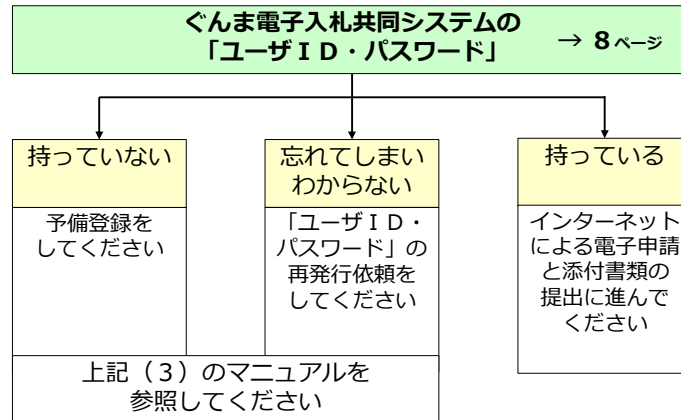 ぐんま電子入札共同システムの
「ユーザＩＤ・パスワード」　→ 8ページ
持っていない
予備登録を
してください
忘れてしまい
わからない
「ユーザＩＤ・
パスワード」の
再発行依頼を
してください
持っている
インターネット
による電子申請
と添付書類の
提出に進んで
ください
上記（３）のマニュアルを
参照してください